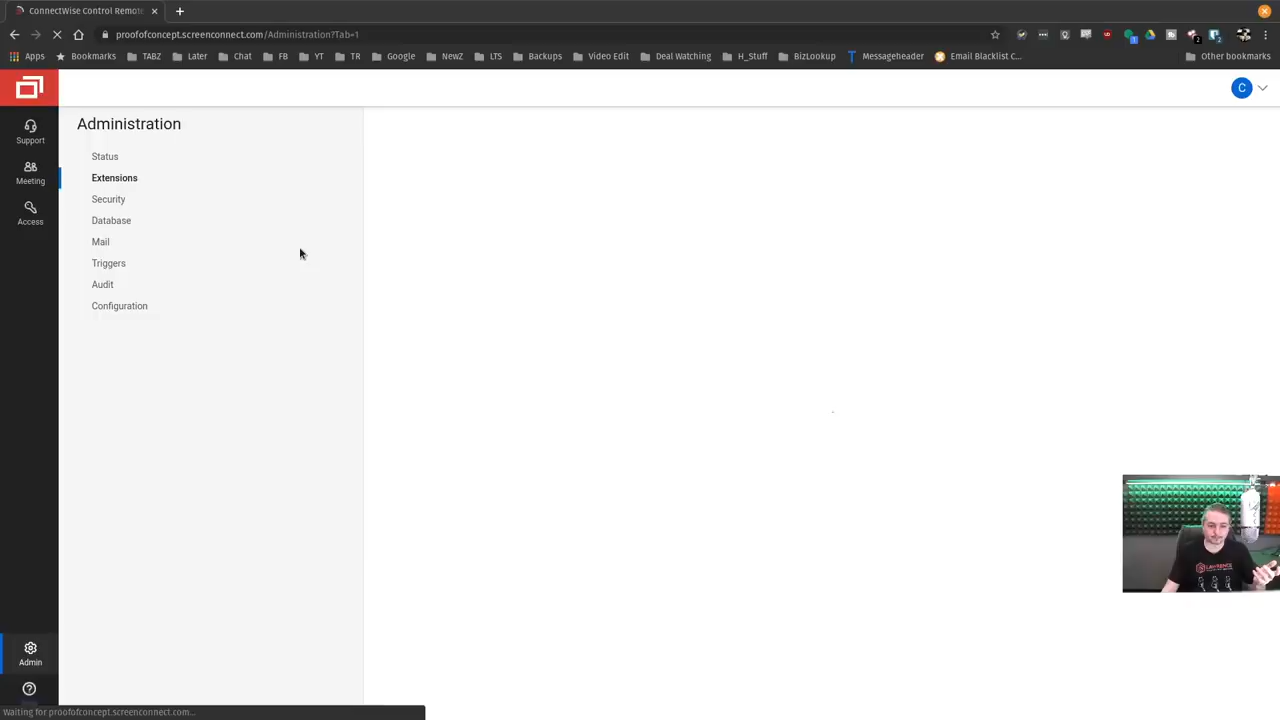 ConnectWise Control Remot
proofofconcept.screenconnect.com/Administration?Tab=1
Apps Bookmarks TABZ Later Chat FB YT TR Google NewZ LTS Backups Video Edit Deal Watching H_Stuff BizLookup Messageheader Email Blacklist C... Other bookmarks
C
Administration
Status
Extensions
Security
Database
Mail
Triggers
Audit
Configuration
Support
Meeting
Access
Admin
LAWRENCE
Waiting for proofofconcept.screenconnect.com...